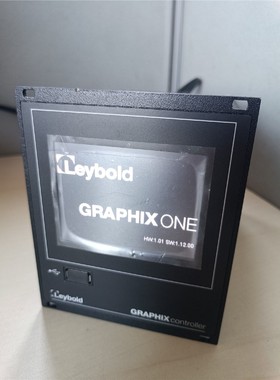 Leybold
GRAPHIX ONE
HW:1.01 SW:1.12.00
Leybold
GRAPHIX controller